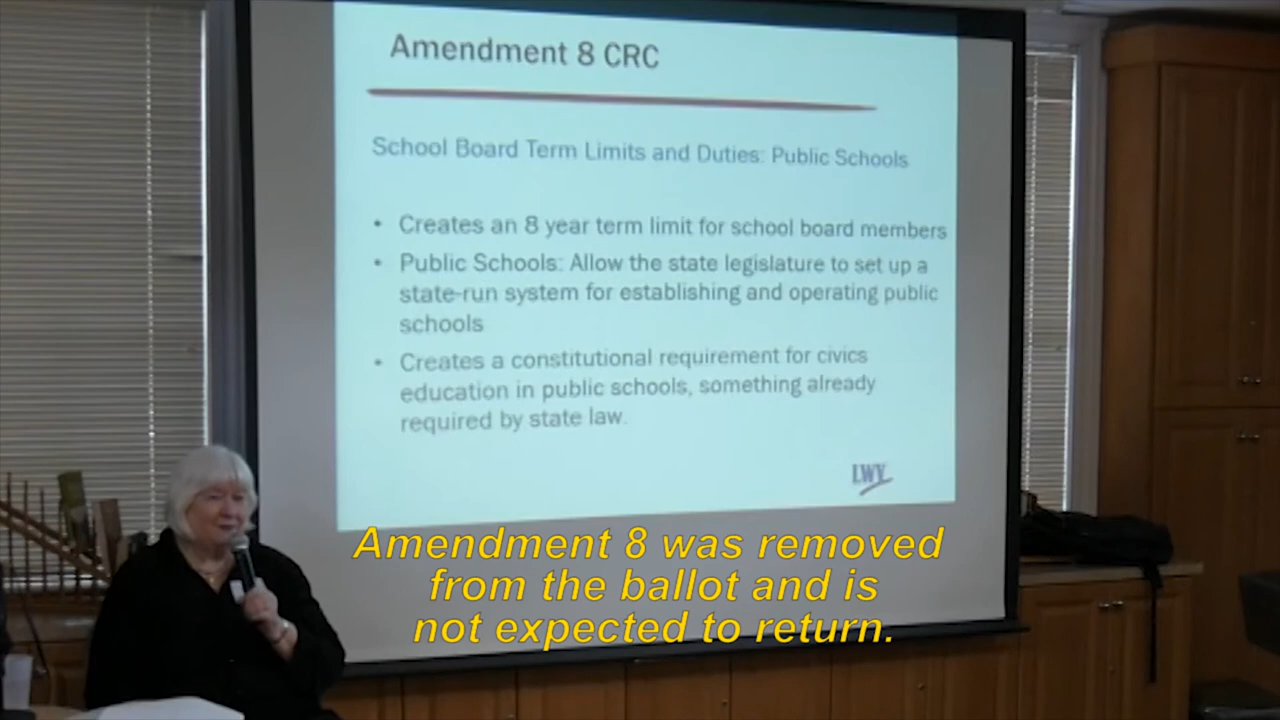 Amendment 8 CRC
School Board Term Limits and Duties: Public Schools
• Creates an 8 year term limit for school board members
• Public Schools: Allow the state legislature to set up a
state-run system for establishing and operating public
schools
• Creates a constitutional requirement for civics
education in public schools, something already
required by state law.
LWV
Amendment 8 was removed
from the ballot and is
not expected to return.